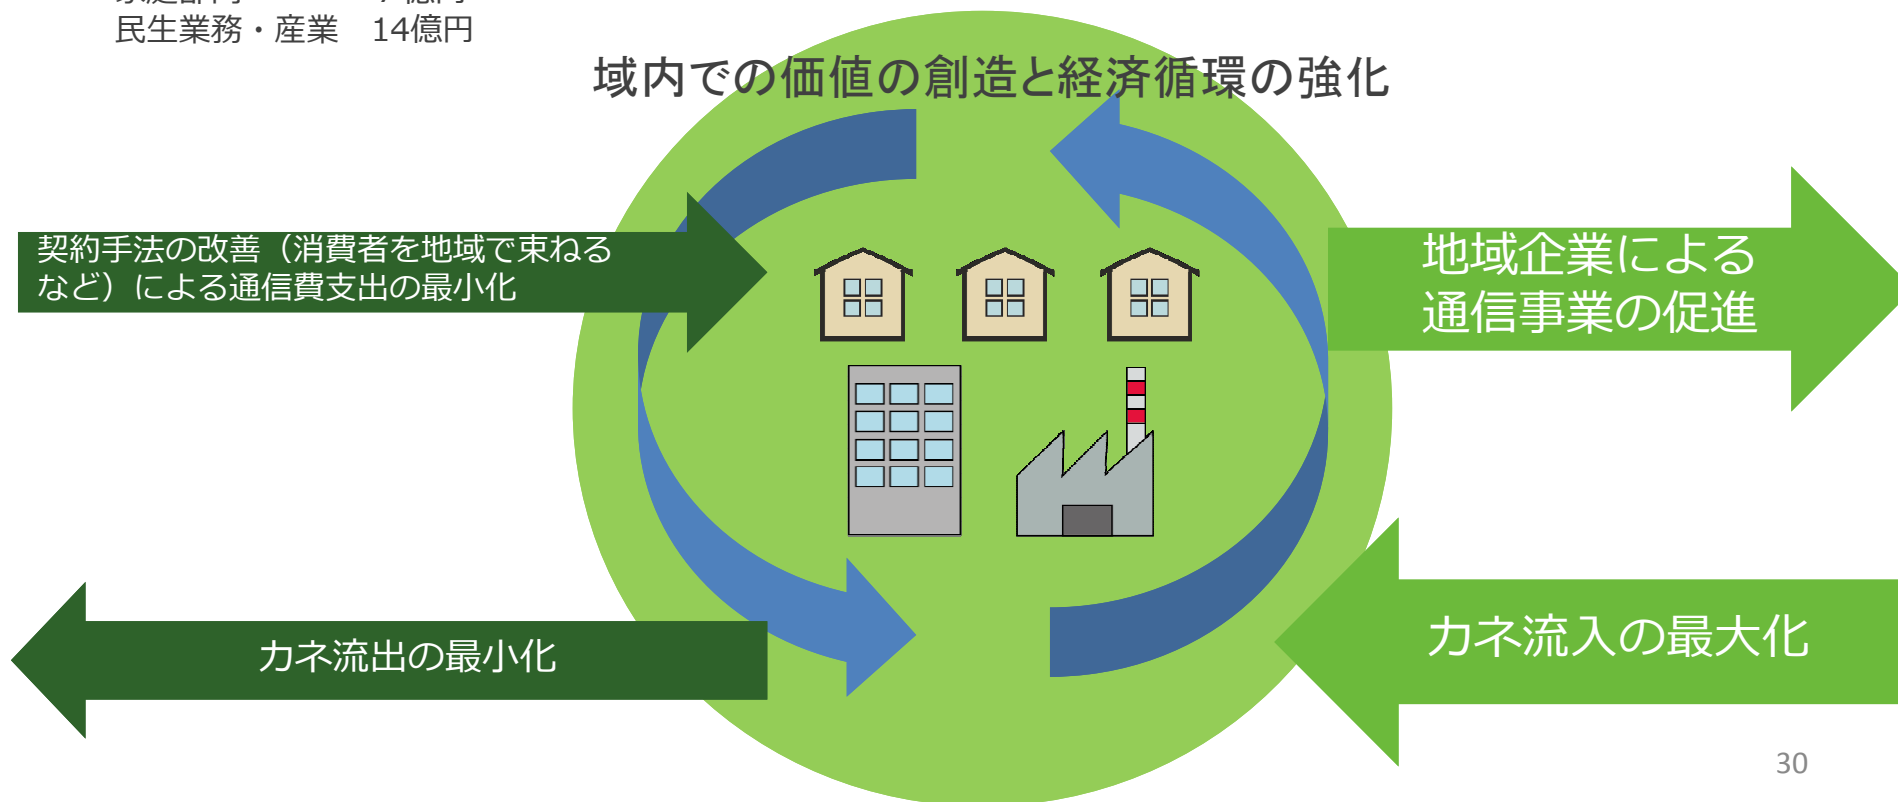 民生業務・産業　14億円
域内での価値の創造と経済循環の強化
契約手法の改善（消費者を地域で束ねる
など）による通信費支出の最小化
地域企業による
通信事業の促進
カネ流出の最小化
カネ流入の最大化
30